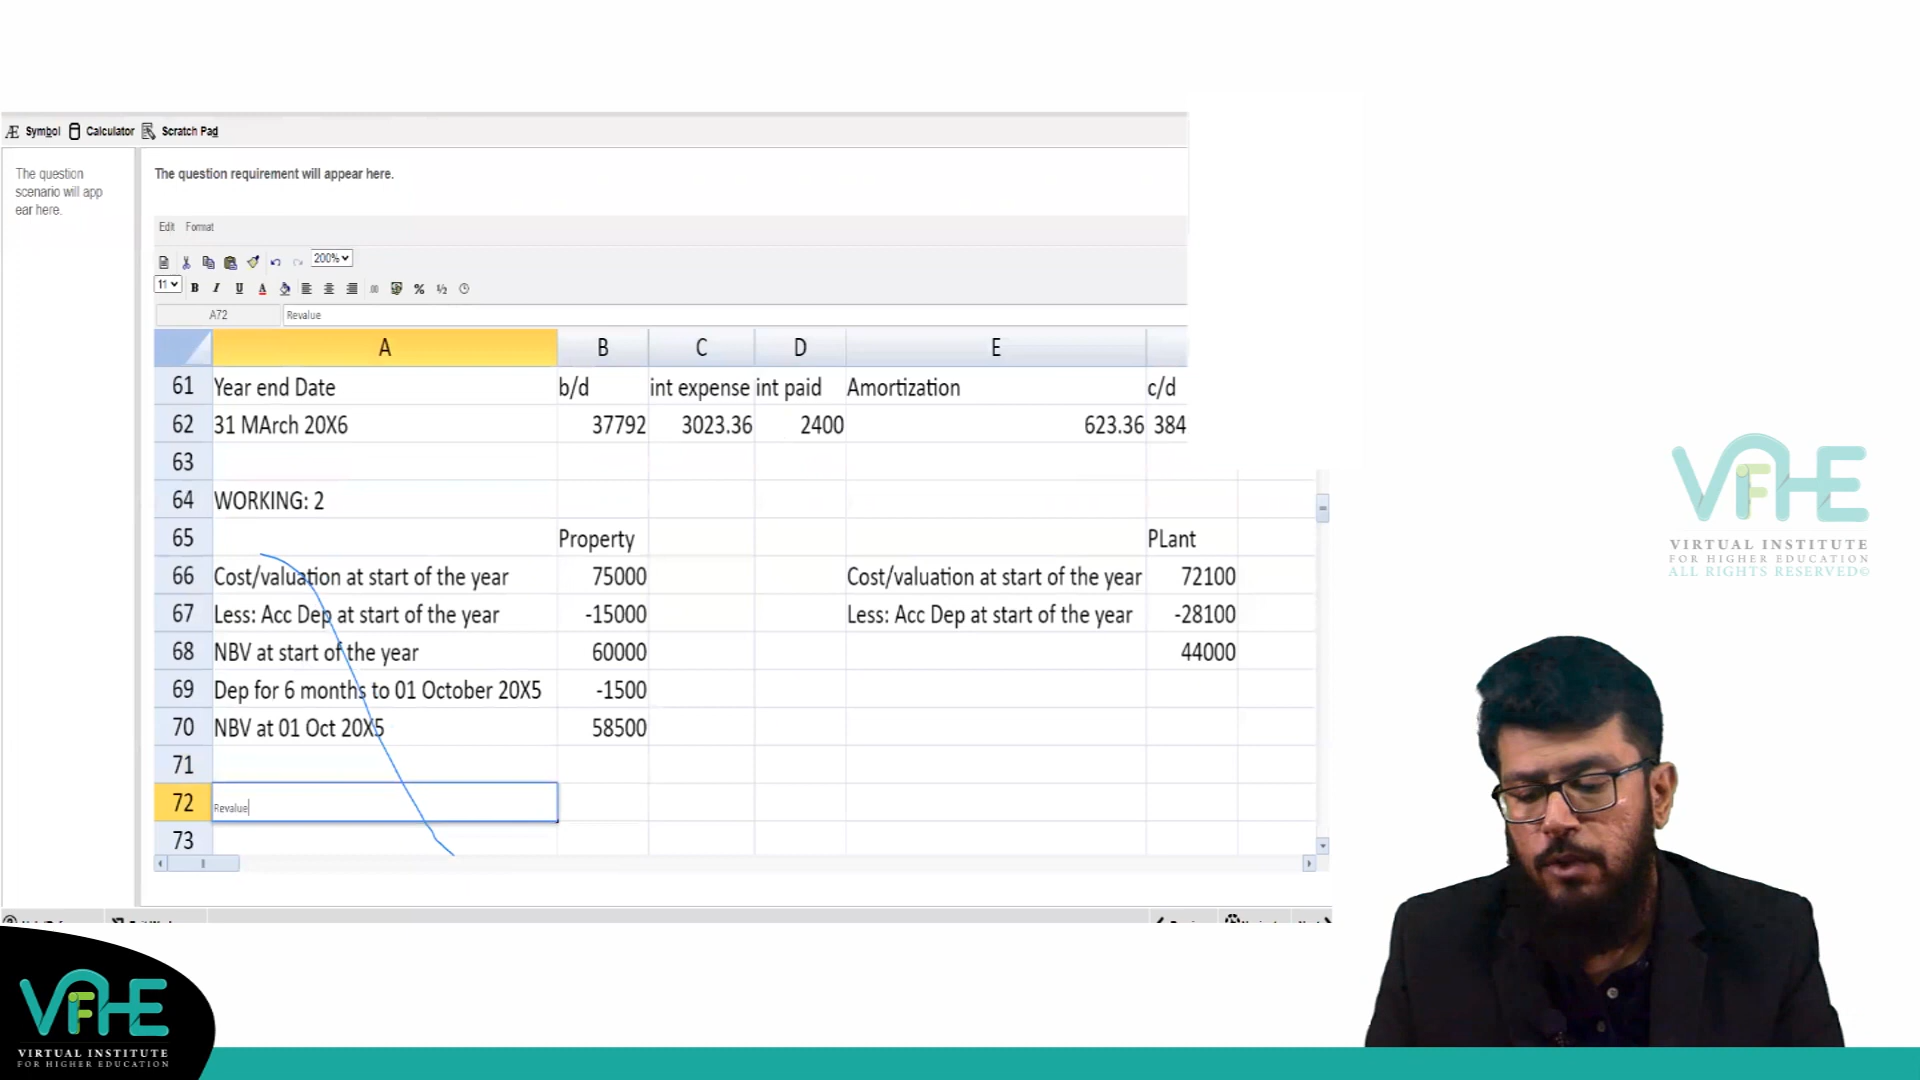 Symbol Calculator Scratch Pad
The question
scenario will app
ear here.
The question requirement will appear here.
Edit Format
200%
11 B I U A % ½
A72 Revalue
A B C D E
61 Year end Date b/d int expense int paid Amortization c/d
62 31 MArch 20X6 37792 3023.36 2400 623.36 384
63
64 WORKING: 2
65 Property PLant
66 Cost/valuation at start of the year 75000 Cost/valuation at start of the year 72100
67 Less: Acc Dep at start of the year -15000 Less: Acc Dep at start of the year -28100
68 NBV at start of the year 60000 44000
69 Dep for 6 months to 01 October 20X5 -1500
70 NBV at 01 Oct 20X5 58500
71
72 Revalue
73
VIFHE
VIRTUAL INSTITUTE
FOR HIGHER EDUCATION
ALL RIGHTS RESERVED©
VIFHE
VIRTUAL INSTITUTE
FOR HIGHER EDUCATION